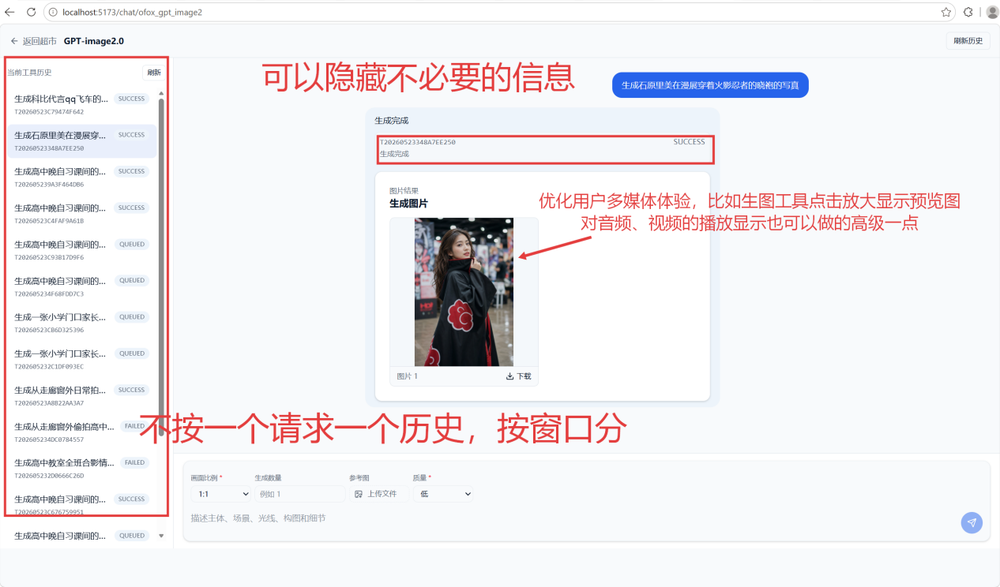 localhost:5173/chat/ofox_gpt_image2
返回超市 GPT-image2.0
刷新历史
当前工具历史
刷新
生成科比代言qq飞车的... SUCCESS
T20260523C79474F642
生成石原里美在漫展穿... SUCCESS
T20260523348A7EE250
生成高中晚自习课间的... SUCCESS
T202605239A3F464DB6
生成高中晚自习课间的... SUCCESS
T20260523C4FAF9A61B
生成高中晚自习课间的... QUEUED
T20260523C93B17D9F6
生成高中晚自习课间的... QUEUED
T202605234F68FDD7C3
生成一张小学门口家长... QUEUED
T20260523CB6D325396
生成一张小学门口家长... QUEUED
T202605232C1DF093EC
生成从走廊窗外日常拍... SUCCESS
T20260523A8B22AA3A7
生成从走廊窗外偷拍高中... FAILED
T202605234DC0784557
生成高中教室全班合影情... FAILED
T202605232D0666C26D
生成高中晚自习课间的... SUCCESS
T20260523C676759951
生成高中晚自习课间的... QUEUED
可以隐藏不必要的信息
生成石原里美在漫展穿着火影忍者的晓袍的写真
生成完成
T20260523348A7EE250 SUCCESS
生成完成
图片结果
生成图片
优化用户多媒体体验，比如生图工具点击放大显示预览图
对音频、视频的播放显示也可以做的高级一点
图片 1 下载
不按一个请求一个历史，按窗口分
画面比例 * 生成数量 参考图 质量 *
1:1 例如 1 上传文件 低
描述主体、场景、光线、构图和细节